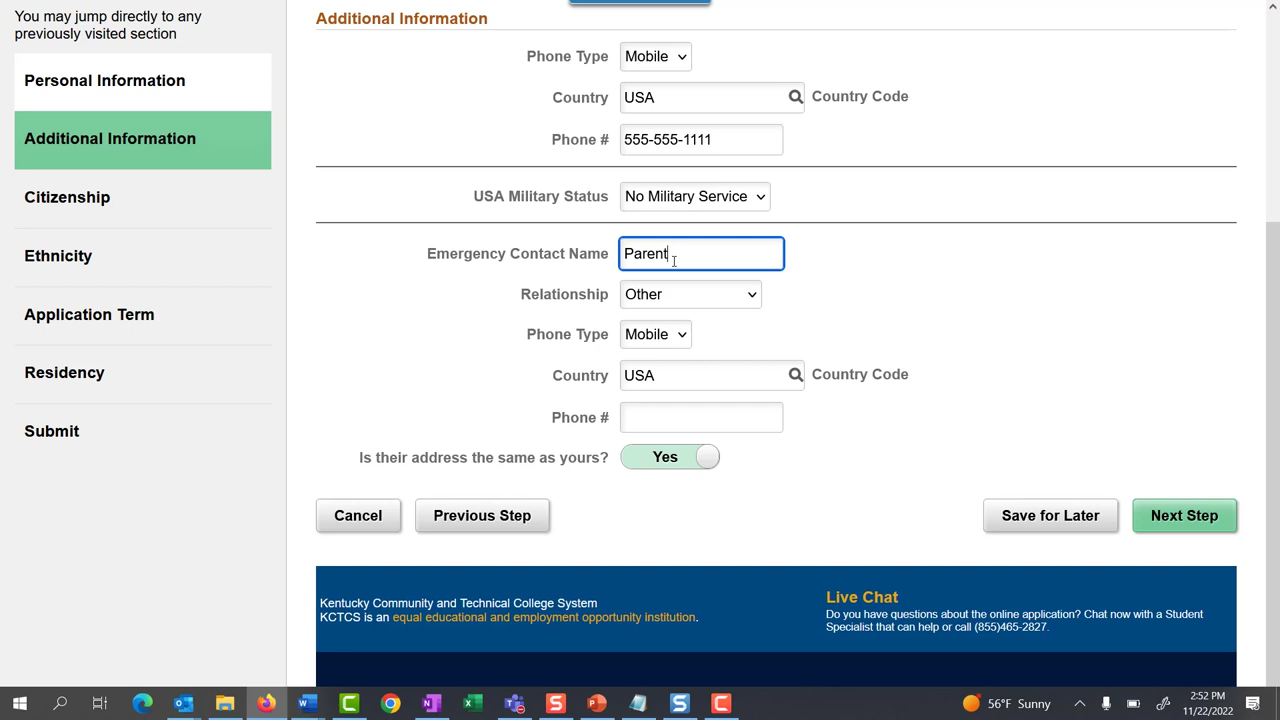 You may jump directly to any
previously visited section
Personal Information
Additional Information
Citizenship
Ethnicity
Application Term
Residency
Submit
Additional Information
Phone Type Mobile
Country USA Country Code
Phone # 555-555-1111
USA Military Status No Military Service
Emergency Contact Name Parent
Relationship Other
Phone Type Mobile
Country USA Country Code
Phone #
Is their address the same as yours? Yes
Cancel Previous Step Save for Later Next Step
Kentucky Community and Technical College System
KCTCS is an equal educational and employment opportunity institution.
Live Chat
Do you have questions about the online application? Chat now with a Student
Specialist that can help or call (855)465-2827.
56°F Sunny
2:52 PM
11/22/2022